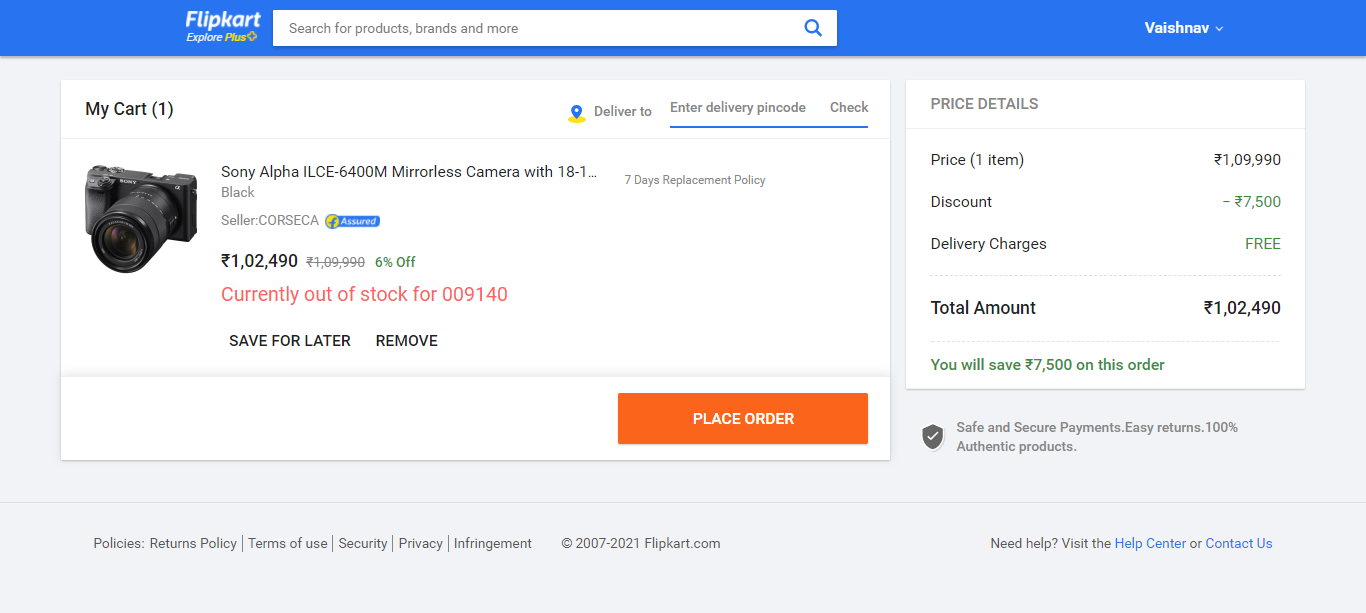 Flipkart
Explore Plus
Search for products, brands and more
Vaishnav
My Cart (1)
Deliver to
Enter delivery pincode
Check
SONY
α
Sony Alpha ILCE-6400M Mirrorless Camera with 18-1...
Black
Seller:CORSECA
Assured
₹1,02,490 ₹1,09,990 6% Off
Currently out of stock for 009140
SAVE FOR LATER REMOVE
7 Days Replacement Policy
PLACE ORDER
PRICE DETAILS
Price (1 item) ₹1,09,990
Discount − ₹7,500
Delivery Charges FREE
Total Amount ₹1,02,490
You will save ₹7,500 on this order
Safe and Secure Payments.Easy returns.100%
Authentic products.
Policies: Returns Policy | Terms of use | Security | Privacy | Infringement © 2007-2021 Flipkart.com Need help? Visit the Help Center or Contact Us